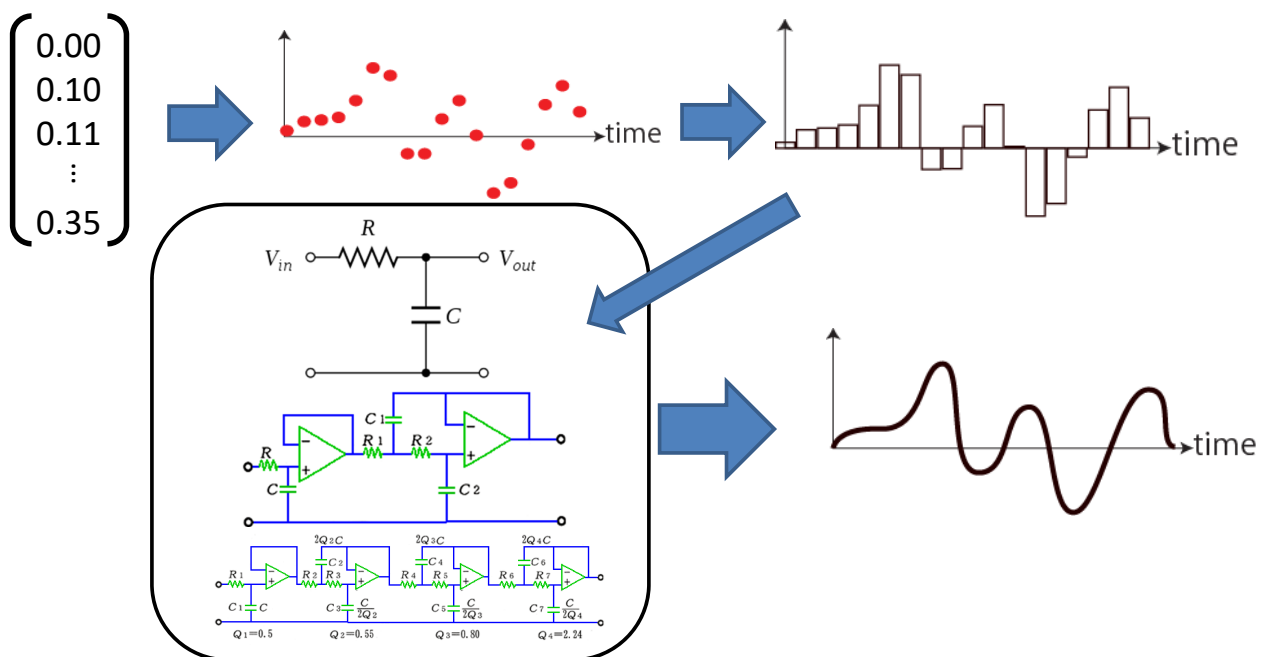 0.00
0.10
0.11
⋮
0.35
time
time
R
V_in
V_out
C
C1
R
R1
R2
C
C2
2Q₂C
2Q₃C
2Q₄C
C₂
C₄
C₆
R₁
R₂
R₃
R₄
R₅
R₆
R₇
C₁
C
C₃
C/2Q₂
C₅
C/2Q₃
C₇
C/2Q₄
Q₁=0.5
Q₂=0.55
Q₃=0.80
Q₄=2.24
time